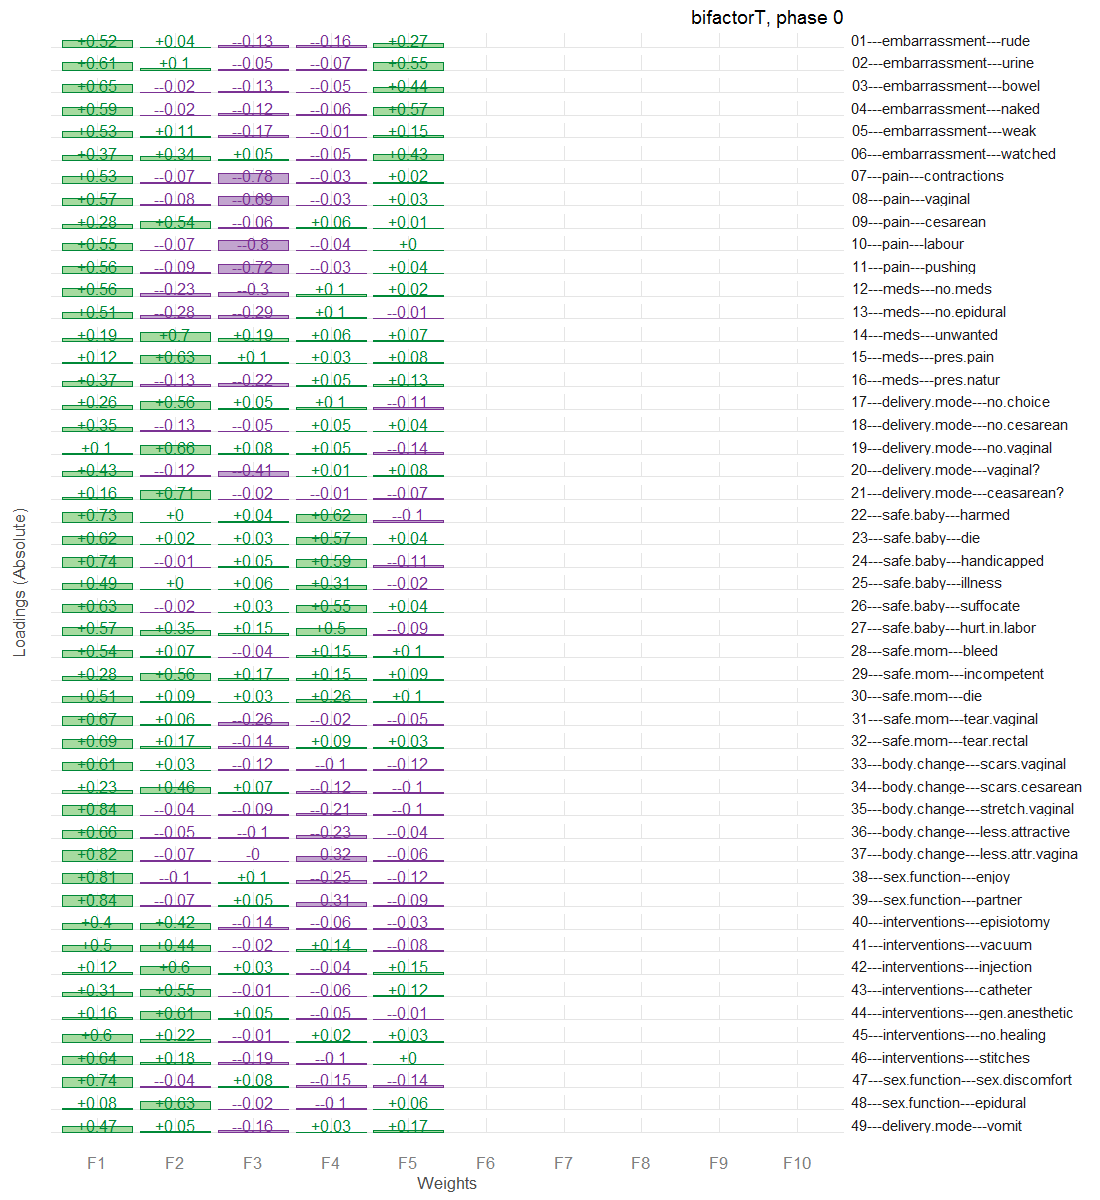 bifactorT, phase 0
+0.52 +0.04 --0.13 --0.16 +0.27 01---embarrassment---rude
+0.61 +0.1 --0.05 --0.07 +0.55 02---embarrassment---urine
+0.65 --0.02 --0.13 --0.05 +0.44 03---embarrassment---bowel
+0.59 --0.02 --0.12 --0.06 +0.57 04---embarrassment---naked
+0.53 +0.11 --0.17 --0.01 +0.15 05---embarrassment---weak
+0.37 +0.34 +0.05 --0.05 +0.43 06---embarrassment---watched
+0.53 --0.07 --0.78 --0.03 +0.02 07---pain---contractions
+0.57 --0.08 --0.69 --0.03 +0.03 08---pain---vaginal
+0.28 +0.54 --0.06 +0.06 +0.01 09---pain---cesarean
+0.55 --0.07 --0.8 --0.04 +0 10---pain---labour
+0.56 --0.09 --0.72 --0.03 +0.04 11---pain---pushing
+0.56 --0.23 --0.3 +0.1 +0.02 12---meds---no.meds
+0.51 --0.28 --0.29 +0.1 --0.01 13---meds---no.epidural
+0.19 +0.7 +0.19 +0.06 +0.07 14---meds---unwanted
+0.12 +0.63 +0.1 +0.03 +0.08 15---meds---pres.pain
+0.37 --0.13 --0.22 +0.05 +0.13 16---meds---pres.natur
+0.26 +0.56 +0.05 +0.1 --0.11 17---delivery.mode---no.choice
+0.35 --0.13 --0.05 +0.05 +0.04 18---delivery.mode---no.cesarean
+0.1 +0.66 +0.08 +0.05 --0.14 19---delivery.mode---no.vaginal
+0.43 --0.12 --0.41 +0.01 +0.08 20---delivery.mode---vaginal?
+0.16 +0.71 --0.02 --0.01 --0.07 21---delivery.mode---ceasarean?
+0.73 +0 +0.04 +0.62 --0.1 22---safe.baby---harmed
+0.62 +0.02 +0.03 +0.57 +0.04 23---safe.baby---die
+0.74 --0.01 +0.05 +0.59 --0.11 24---safe.baby---handicapped
+0.49 +0 +0.06 +0.31 --0.02 25---safe.baby---illness
+0.63 --0.02 +0.03 +0.55 +0.04 26---safe.baby---suffocate
+0.57 +0.35 +0.15 +0.5 --0.09 27---safe.baby---hurt.in.labor
+0.54 +0.07 --0.04 +0.15 +0.1 28---safe.mom---bleed
+0.28 +0.56 +0.17 +0.15 +0.09 29---safe.mom---incompetent
+0.51 +0.09 +0.03 +0.26 +0.1 30---safe.mom---die
+0.67 +0.06 --0.26 --0.02 --0.05 31---safe.mom---tear.vaginal
+0.69 +0.17 --0.14 +0.09 +0.03 32---safe.mom---tear.rectal
+0.61 +0.03 --0.12 --0.1 --0.12 33---body.change---scars.vaginal
+0.23 +0.46 +0.07 --0.12 --0.1 34---body.change---scars.cesarean
+0.84 --0.04 --0.09 --0.21 --0.1 35---body.change---stretch.vaginal
+0.66 --0.05 --0.1 --0.23 --0.04 36---body.change---less.attractive
+0.82 --0.07 -0 --0.32 --0.06 37---body.change---less.attr.vagina
+0.81 --0.1 +0.1 --0.25 --0.12 38---sex.function---enjoy
+0.84 --0.07 +0.05 --0.31 --0.09 39---sex.function---partner
+0.4 +0.42 --0.14 --0.06 --0.03 40---interventions---episiotomy
+0.5 +0.44 --0.02 +0.14 --0.08 41---interventions---vacuum
+0.12 +0.6 +0.03 --0.04 +0.15 42---interventions---injection
+0.31 +0.55 --0.01 --0.06 +0.12 43---interventions---catheter
+0.16 +0.61 +0.05 --0.05 --0.01 44---interventions---gen.anesthetic
+0.6 +0.22 --0.01 +0.02 +0.03 45---interventions---no.healing
+0.64 +0.18 --0.19 --0.1 +0 46---interventions---stitches
+0.74 --0.04 +0.08 --0.15 --0.14 47---sex.function---sex.discomfort
+0.08 +0.63 --0.02 --0.1 +0.06 48---sex.function---epidural
+0.47 +0.05 --0.16 +0.03 +0.17 49---delivery.mode---vomit
Loadings (Absolute)
F1 F2 F3 F4 F5 F6 F7 F8 F9 F10
Weights